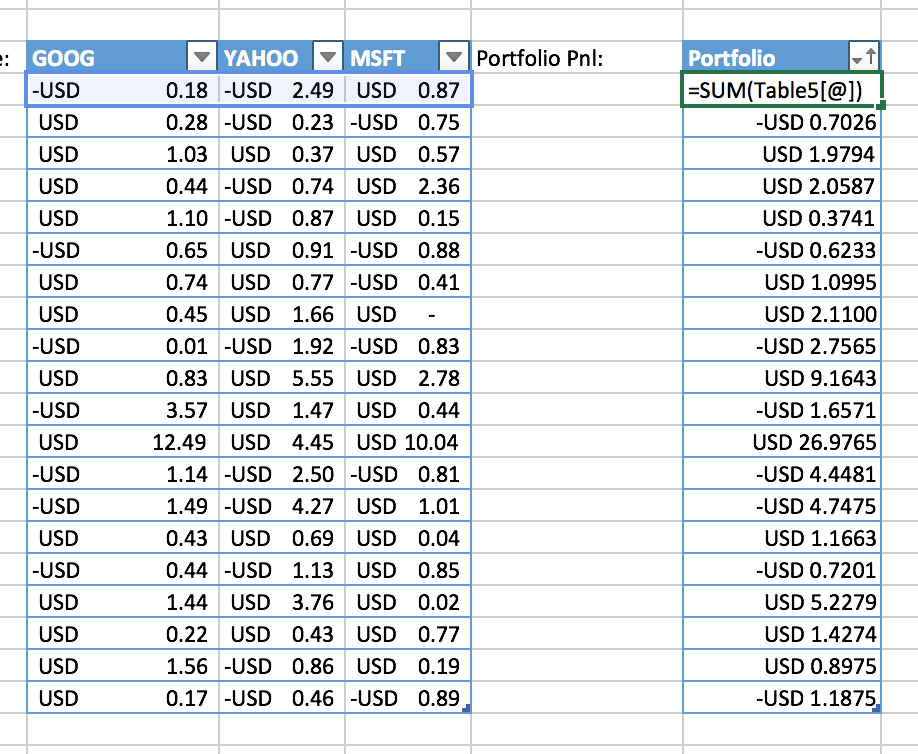 e: GOOG YAHOO MSFT Portfolio Pnl: Portfolio
-USD 0.18 -USD 2.49 USD 0.87 =SUM(Table5[@])
USD 0.28 -USD 0.23 -USD 0.75 -USD 0.7026
USD 1.03 USD 0.37 USD 0.57 USD 1.9794
USD 0.44 -USD 0.74 USD 2.36 USD 2.0587
USD 1.10 -USD 0.87 USD 0.15 USD 0.3741
-USD 0.65 USD 0.91 -USD 0.88 -USD 0.6233
USD 0.74 USD 0.77 -USD 0.41 USD 1.0995
USD 0.45 USD 1.66 USD - USD 2.1100
-USD 0.01 -USD 1.92 -USD 0.83 -USD 2.7565
USD 0.83 USD 5.55 USD 2.78 USD 9.1643
-USD 3.57 USD 1.47 USD 0.44 -USD 1.6571
USD 12.49 USD 4.45 USD 10.04 USD 26.9765
-USD 1.14 -USD 2.50 -USD 0.81 -USD 4.4481
-USD 1.49 -USD 4.27 USD 1.01 -USD 4.7475
USD 0.43 USD 0.69 USD 0.04 USD 1.1663
-USD 0.44 -USD 1.13 USD 0.85 -USD 0.7201
USD 1.44 USD 3.76 USD 0.02 USD 5.2279
USD 0.22 USD 0.43 USD 0.77 USD 1.4274
USD 1.56 -USD 0.86 USD 0.19 USD 0.8975
USD 0.17 -USD 0.46 -USD 0.89 -USD 1.1875